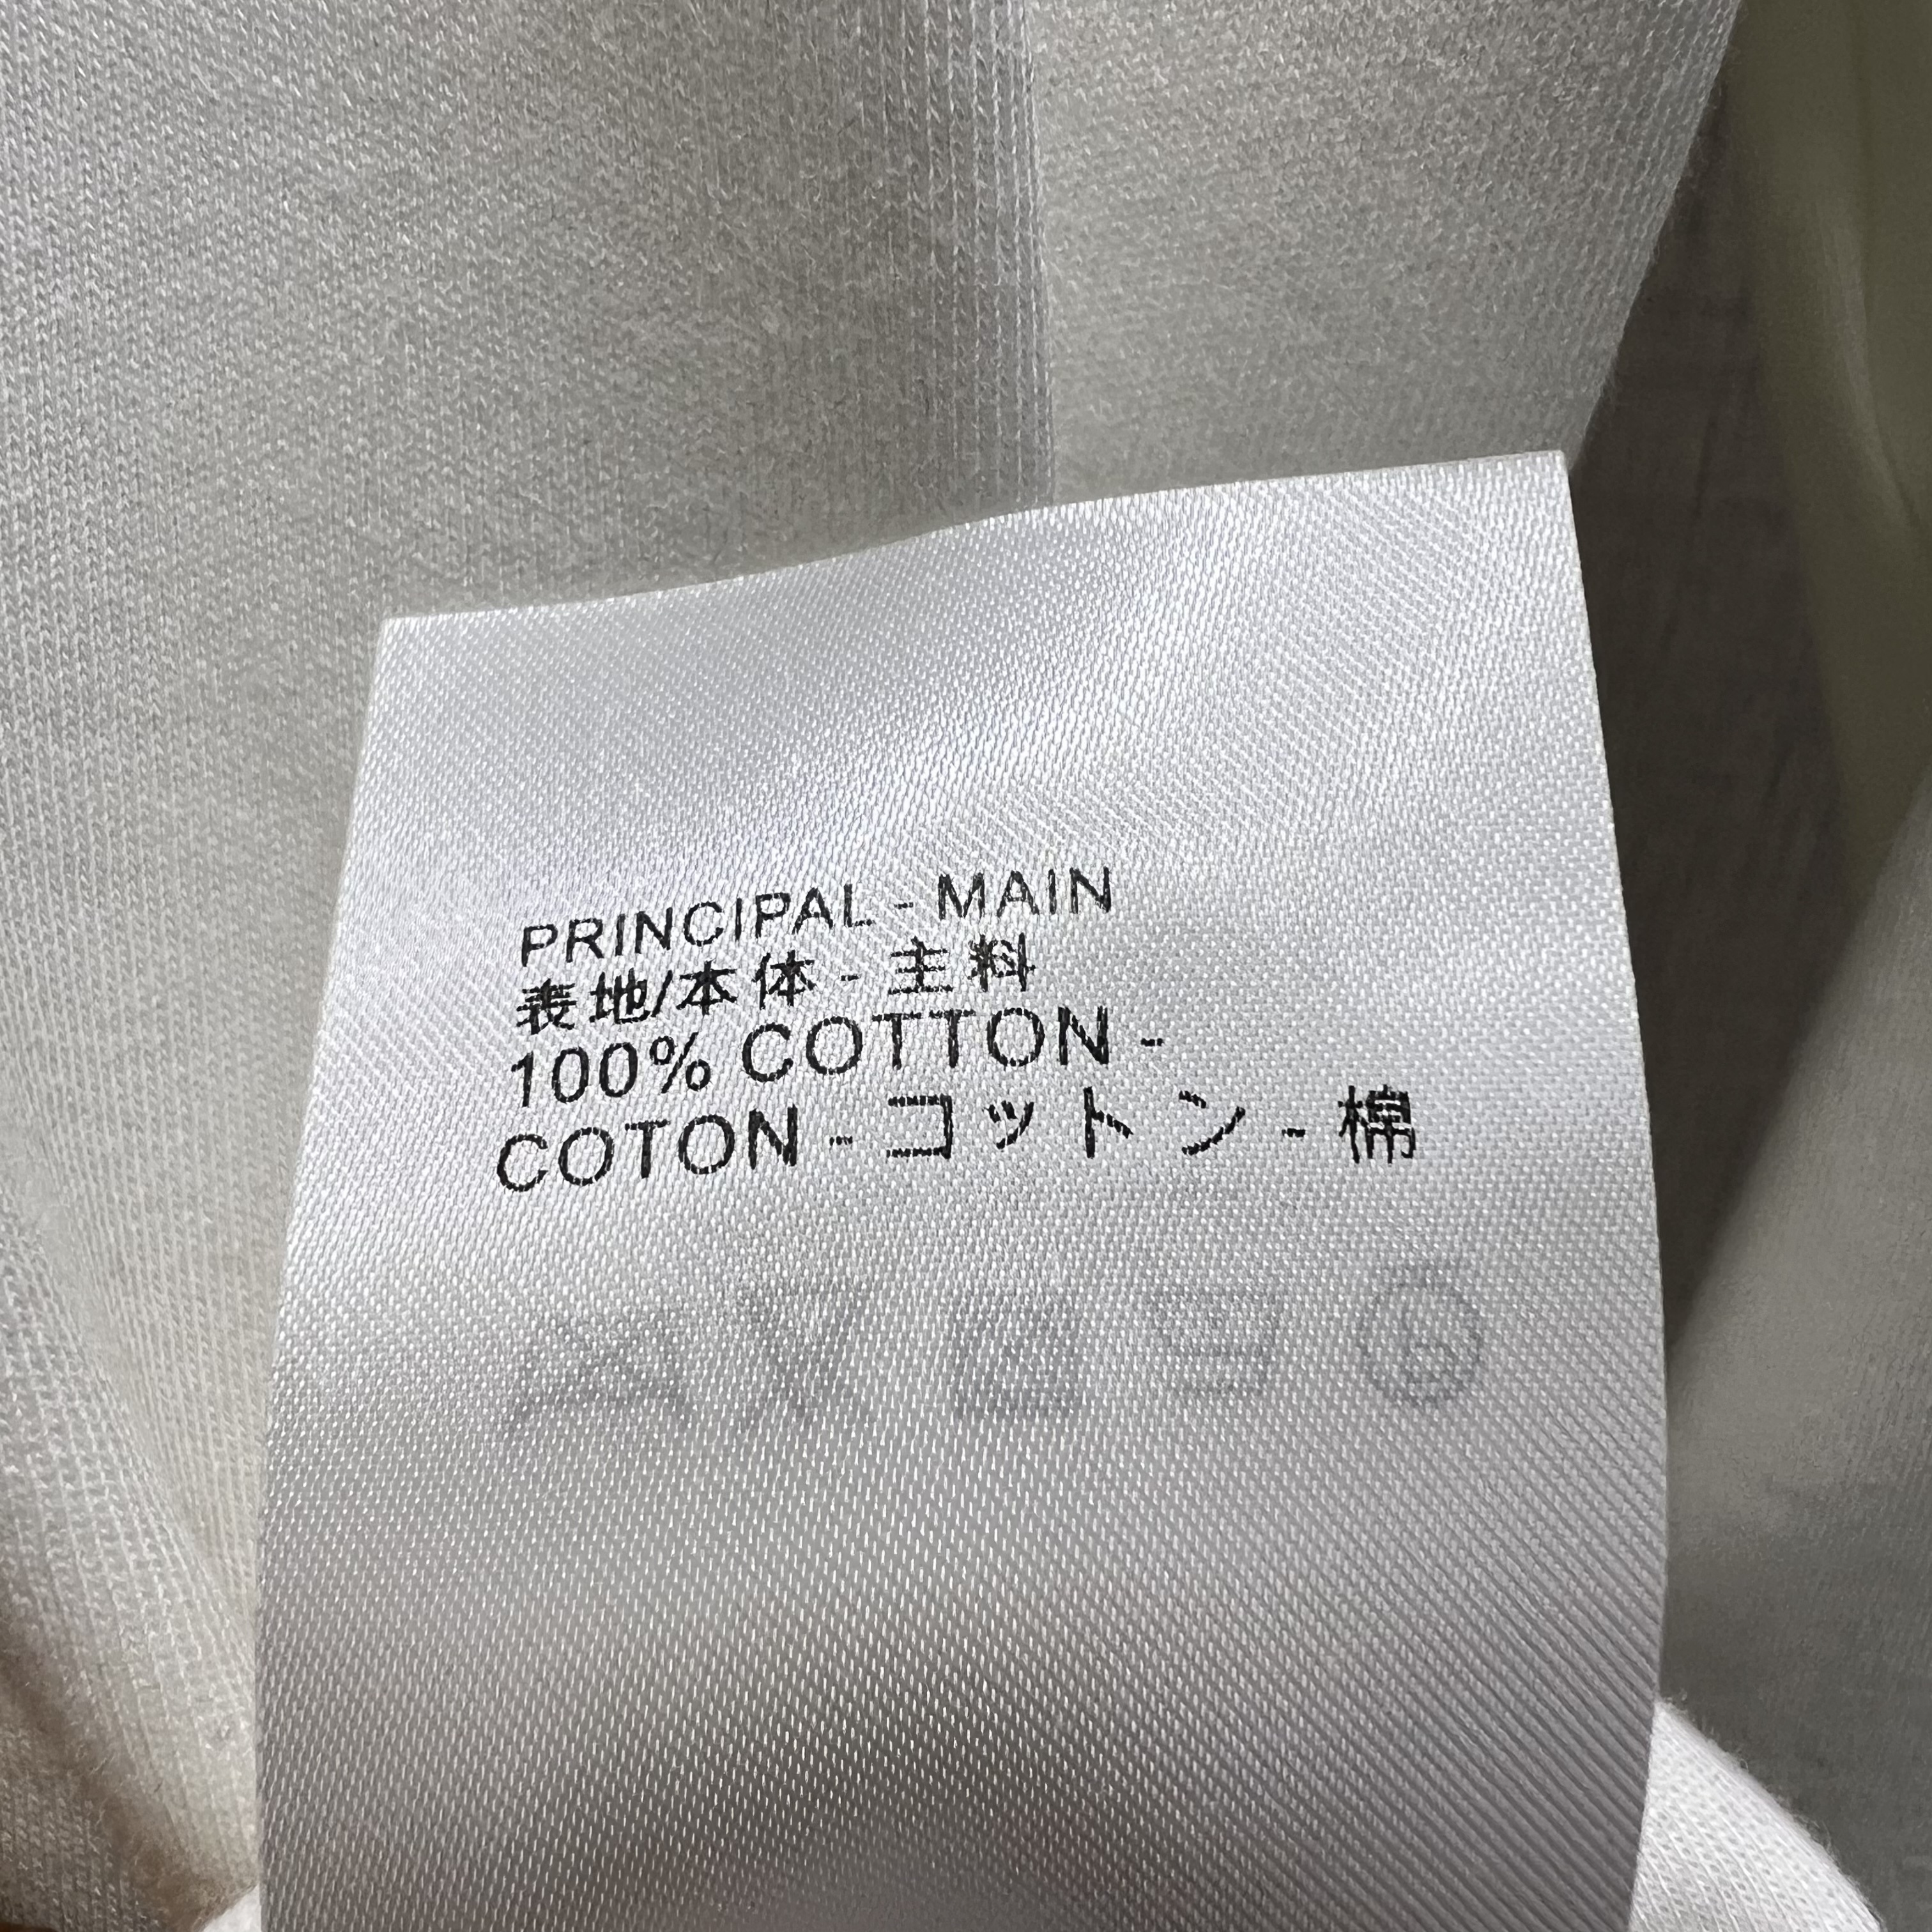 PRINCIPAL - MAIN
表地/本体 - 主料
100% COTTON -
COTON - コットン - 棉